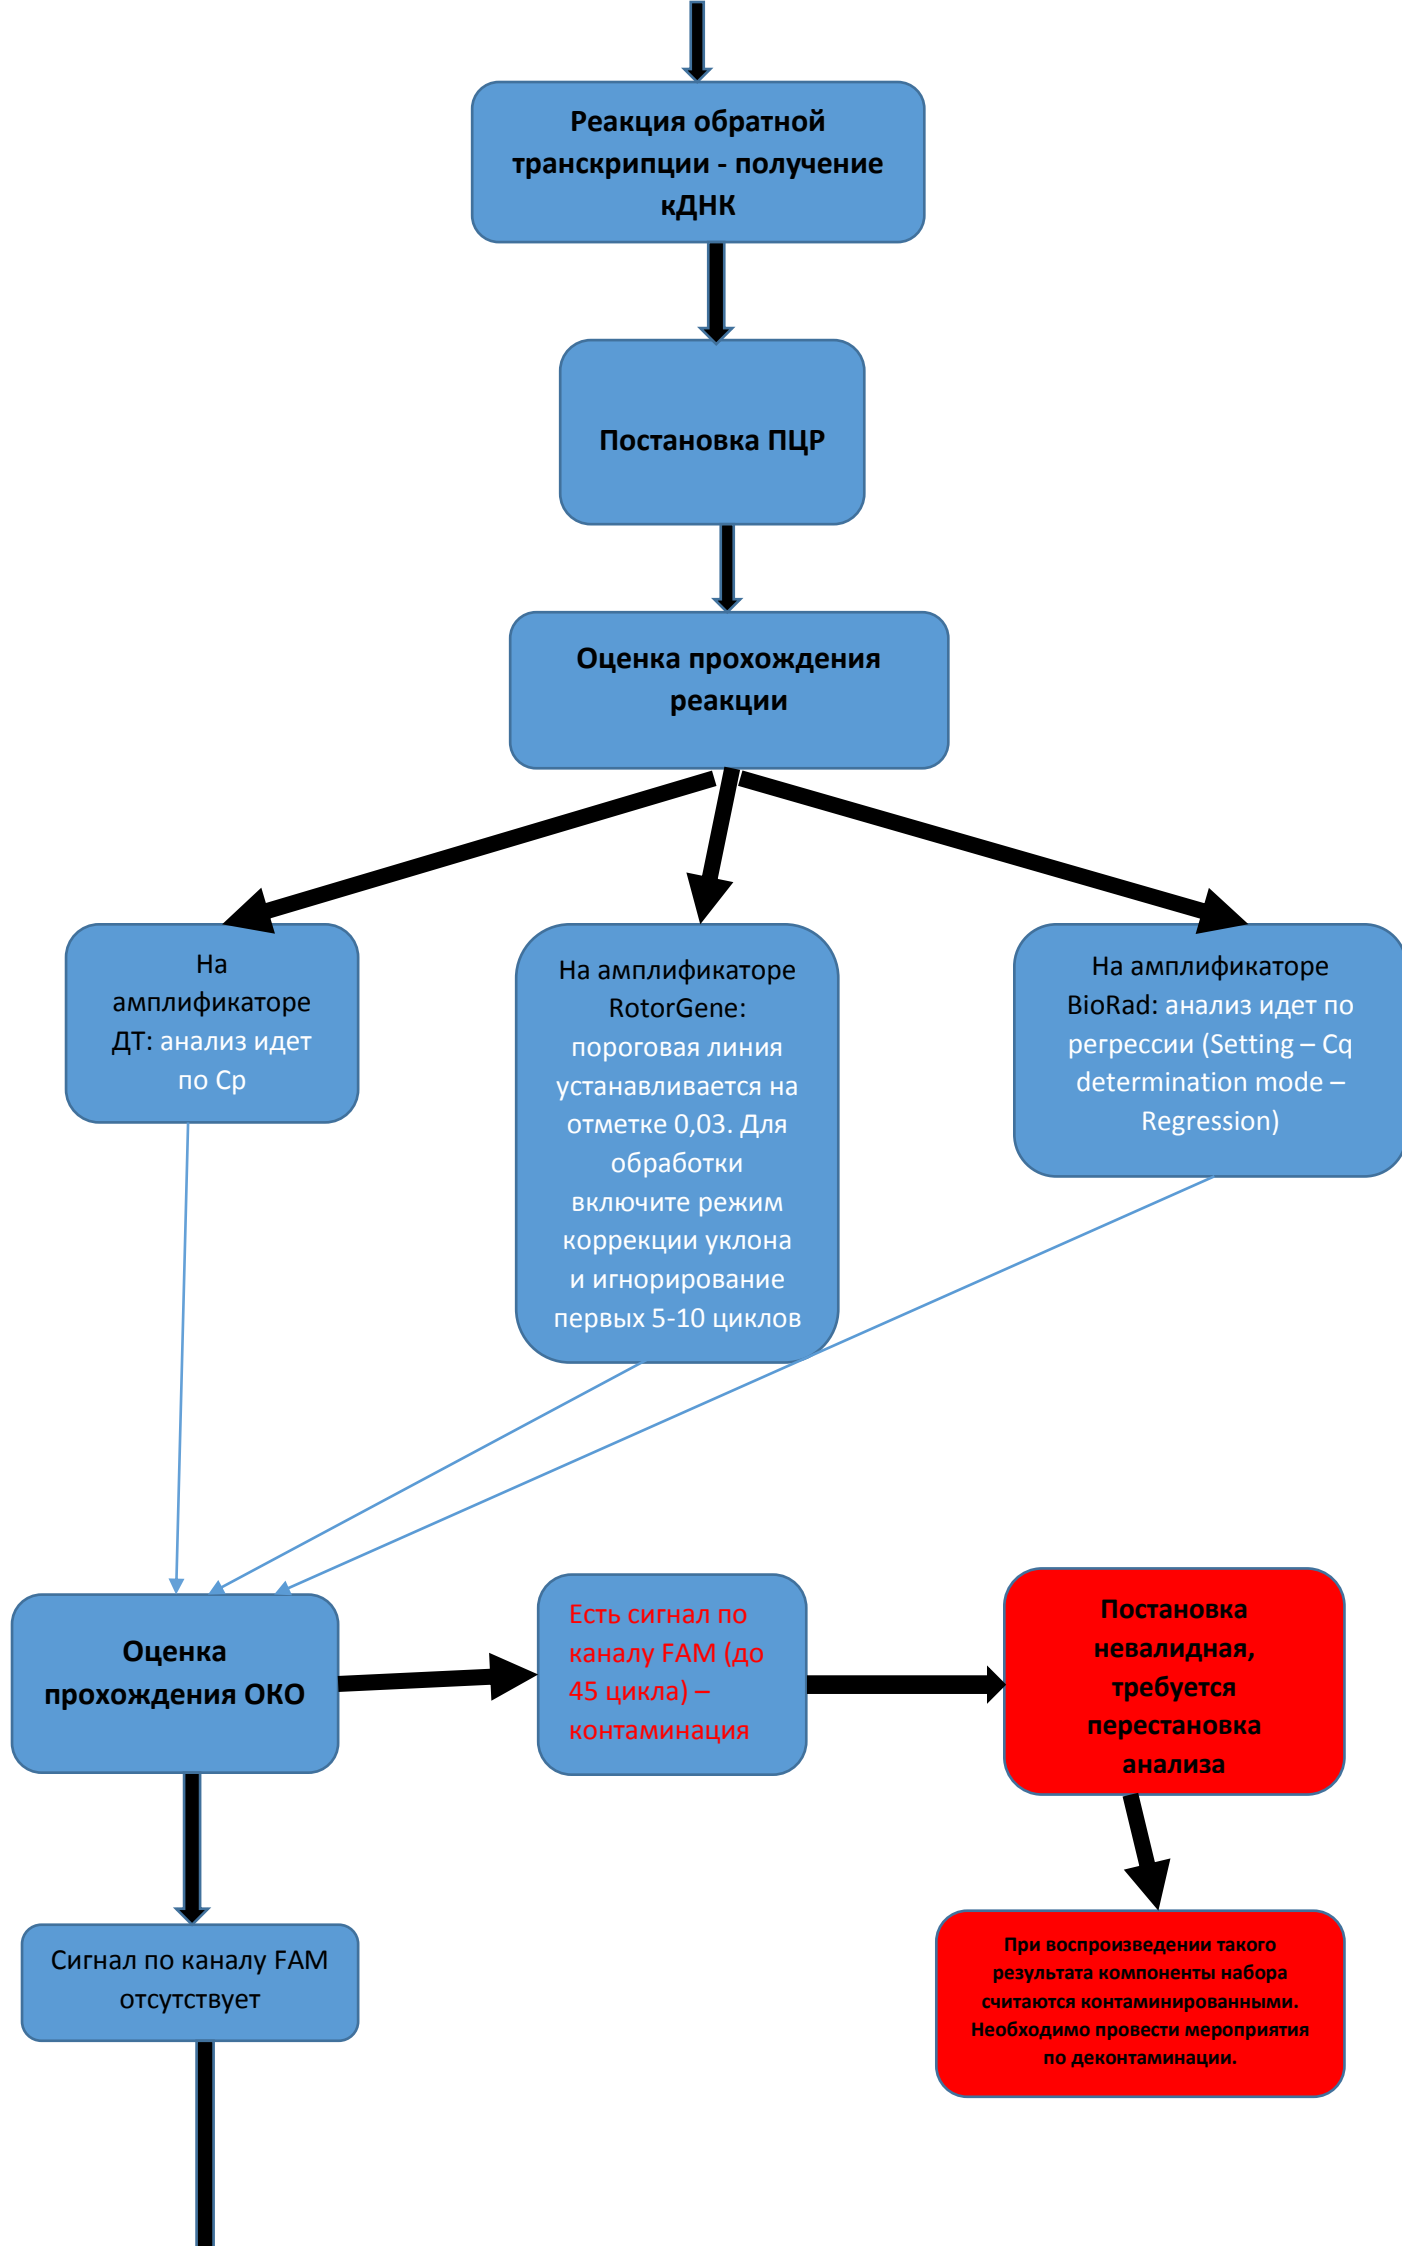 Реакция обратной
транскрипции - получение
кДНК
Постановка ПЦР
Оценка прохождения
реакции
На
амплификаторе
ДТ: анализ идет
по Ср
На амплификаторе
RotorGene:
пороговая линия
устанавливается на
отметке 0,03. Для
обработки
включите режим
коррекции уклона
и игнорирование
первых 5-10 циклов
На амплификаторе
BioRad: анализ идет по
регрессии (Setting – Cq
determination mode –
Regression)
Оценка
прохождения ОКО
Есть сигнал по
каналу FAM (до
45 цикла) –
контаминация
Постановка
невалидная,
требуется
перестановка
анализа
Сигнал по каналу FAM
отсутствует
При воспроизведении такого
результата компоненты набора
считаются контаминированными.
Необходимо провести мероприятия
по деконтаминации.